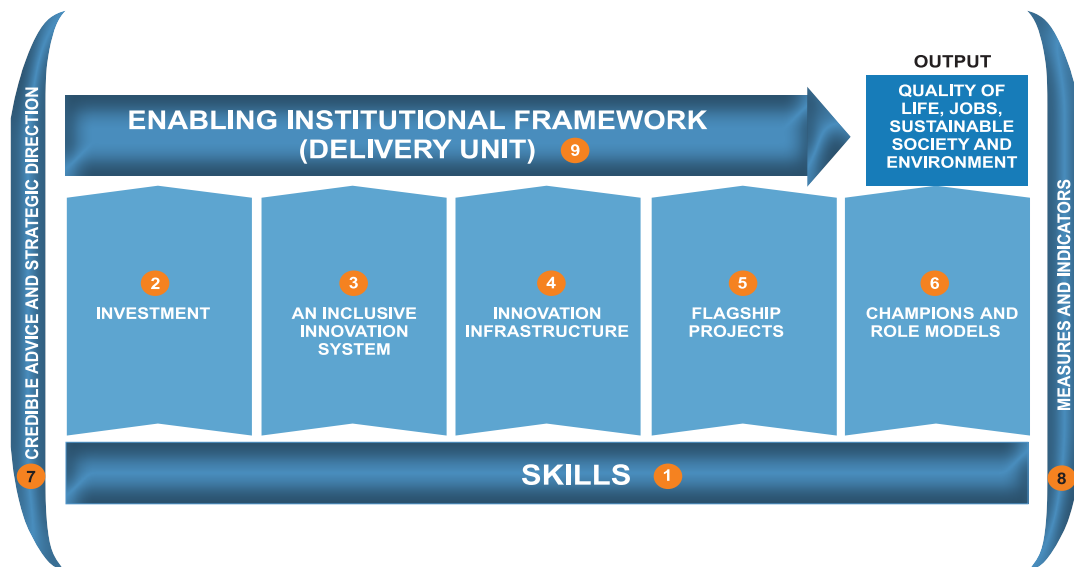 OUTPUT
QUALITY OF
LIFE, JOBS,
SUSTAINABLE
SOCIETY AND
ENVIRONMENT
ENABLING INSTITUTIONAL FRAMEWORK
(DELIVERY UNIT) 9
CREDIBLE ADVICE AND STRATEGIC DIRECTION
7
2
INVESTMENT
3
AN INCLUSIVE
INNOVATION
SYSTEM
4
INNOVATION
INFRASTRUCTURE
5
FLAGSHIP
PROJECTS
6
CHAMPIONS AND
ROLE MODELS
MEASURES AND INDICATORS
8
SKILLS 1